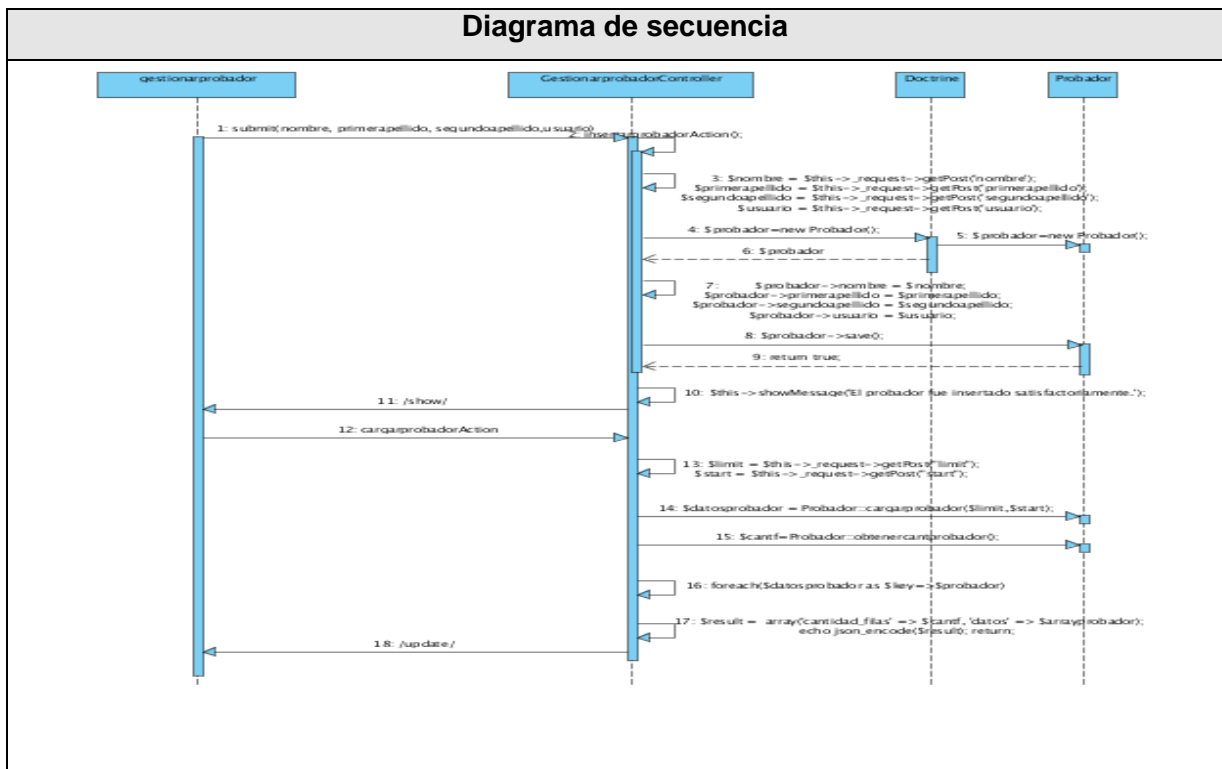 Diagrama de secuencia
gestionarprobador
GestionarprobadorController
Doctrine
Probador
1: submit(nombre, primerapellido, segundoapellido,usuario)
2: insertarprobadorAction();
3: $nombre = $this->_request->getPost('nombre');
$primerapellido = $this->_request->getPost('primerapellido');
$segundoapellido = $this->_request->getPost('segundoapellido');
$usuario = $this->_request->getPost('usuario');
4: $probador=new Probador();
5: $probador=new Probador();
6: $probador
7: $probador->nombre = $nombre;
$probador->primerapellido = $primerapellido;
$probador->segundoapellido = $segundoapellido;
$probador->usuario = $usuario;
8: $probador->save();
9: return true;
10: $this->showMessage('El probador fue insertado satisfactoriamente.');
11: /show/
12: cargarprobadorAction
13: $limit = $this->_request->getPost("limit");
$start = $this->_request->getPost("start");
14: $datosprobador = Probador::cargarprobador($limit,$start);
15: $cantf=Probador::obtenercantprobador();
16: foreach($datosprobador as $key=>$probador)
17: $result = array('cantidad_filas' => $cantf, 'datos' => $arrayprobador);
echo json_encode($result); return;
18: /update/